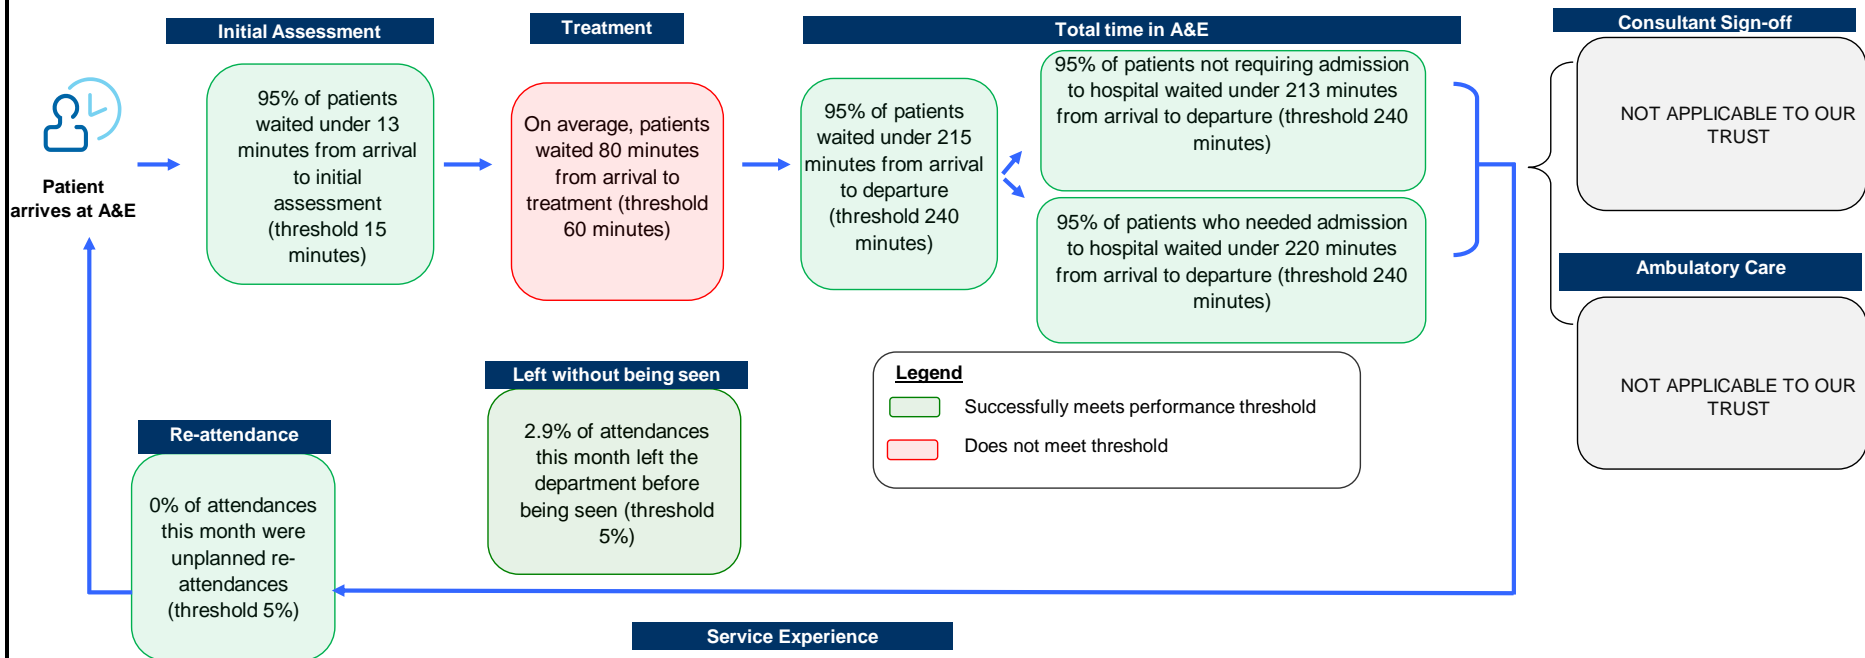 Initial Assessment
Treatment
Total time in A&E
Consultant Sign-off
Patient
arrives at A&E
95% of patients
waited under 13
minutes from arrival
to initial
assessment
(threshold 15
minutes)
On average, patients
waited 80 minutes
from arrival to
treatment (threshold
60 minutes)
95% of patients
waited under 215
minutes from arrival
to departure
(threshold 240
minutes)
95% of patients not requiring admission
to hospital waited under 213 minutes
from arrival to departure (threshold 240
minutes)
95% of patients who needed admission
to hospital waited under 220 minutes
from arrival to departure (threshold 240
minutes)
NOT APPLICABLE TO OUR
TRUST
Ambulatory Care
NOT APPLICABLE TO OUR
TRUST
Left without being seen
2.9% of attendances
this month left the
department before
being seen (threshold
5%)
Legend
Successfully meets performance threshold
Does not meet threshold
Re-attendance
0% of attendances
this month were
unplanned re-
attendances
(threshold 5%)
Service Experience